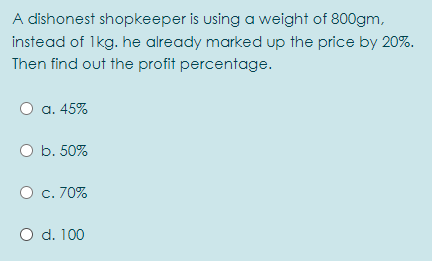 A dishonest shopkeeper is using a weight of 800gm,
instead of 1kg. he already marked up the price by 20%.
Then find out the profit percentage.
a. 45%
b. 50%
c. 70%
d. 100